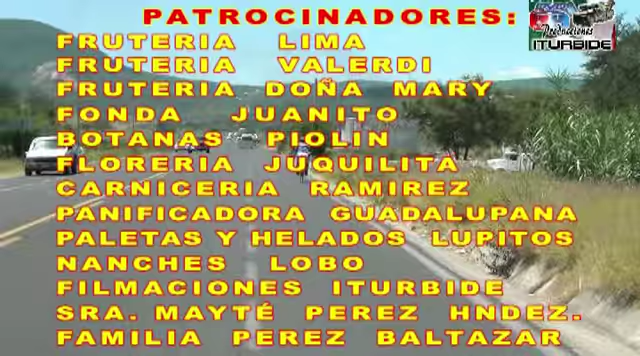 PATROCINADORES:
Producciones
ITURBIDE
FRUTERIA LIMA
FRUTERIA VALERDI
FRUTERIA DOÑA MARY
FONDA JUANITO
BOTANAS PIOLIN
FLORERIA JUQUILITA
CARNICERIA RAMIREZ
PANIFICADORA GUADALUPANA
PALETAS Y HELADOS LUPITOS
NANCHES LOBO
FILMACIONES ITURBIDE
SRA. MAYTÉ PEREZ HNDEZ.
FAMILIA PEREZ BALTAZAR